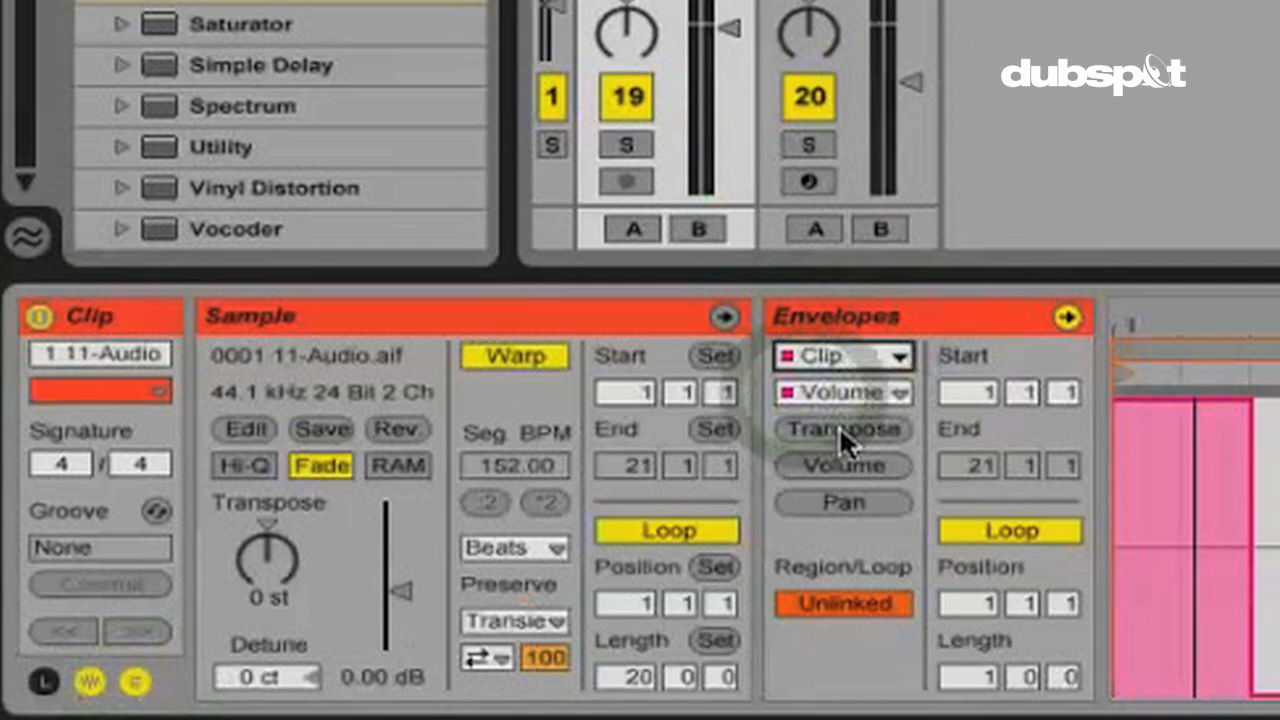 Saturator
Simple Delay
Spectrum
Utility
Vinyl Distortion
Vocoder
1 19 20
S S S
A B A B
dubspot
Clip
1 11-Audio
Signature
4 / 4
Groove
None
Commit
<< >>
L
E
Sample
0001 11-Audio.aif
44.1 kHz 24 Bit 2 Ch
Edit Save Rev.
Hi-Q Fade RAM
Transpose
0 st
Detune
0 ct 0.00 dB
Warp
Seg. BPM
152.00
:2 *2
Beats
Preserve
Transie
100
Start Set
1 1 1
End Set
21 1 1
Loop
Position Set
1 1 1
Length Set
20 0 0
Envelopes
Clip
Volume
Transpose
Volume
Pan
Region/Loop
Unlinked
Start
1 1 1
End
21 1 1
Loop
Position
1 1 1
Length
1 0 0
1